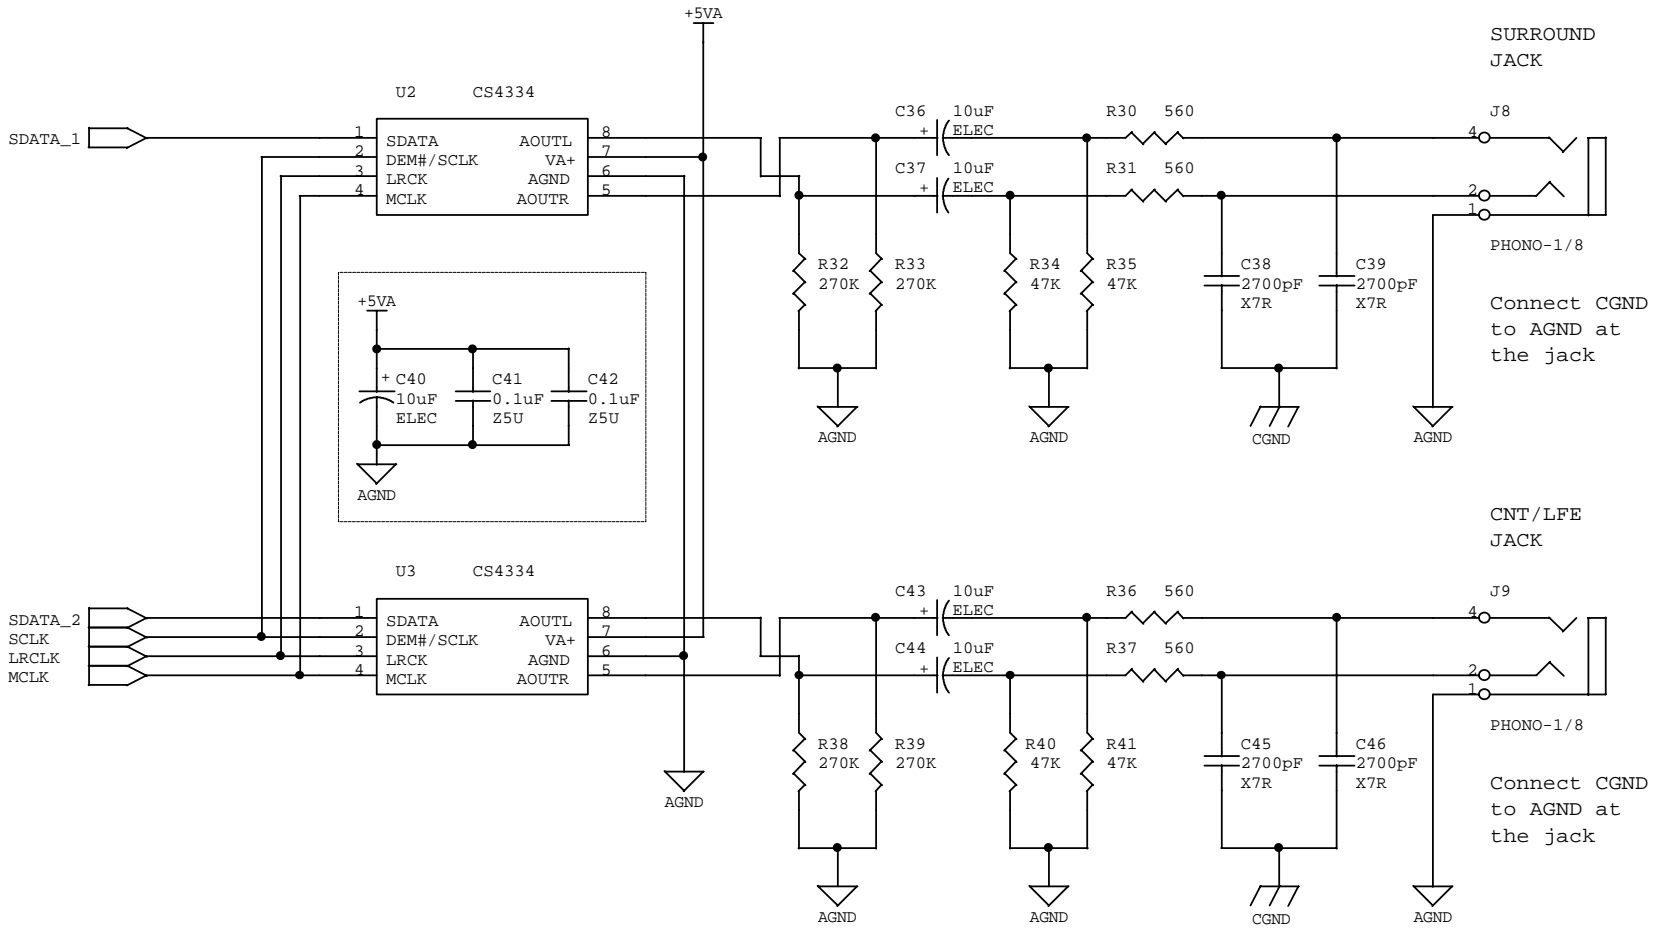 +5VA
SURROUND
JACK
U2 CS4334
C36 10uF R30 560 J8
SDATA_1 1 SDATA AOUTL 8 + ELEC 4
2 DEM#/SCLK VA+ 7
3 LRCK AGND 6 C37 10uF R31 560
4 MCLK AOUTR 5 + ELEC 2
1
PHONO-1/8
R32 R33 R34 R35 C38 C39
270K 270K 47K 47K 2700pF 2700pF
X7R X7R
Connect CGND
to AGND at
the jack
+5VA
+ C40 C41 C42
10uF 0.1uF 0.1uF
ELEC Z5U Z5U
AGND
AGND AGND CGND AGND
CNT/LFE
JACK
U3 CS4334
C43 10uF R36 560 J9
SDATA_2 1 SDATA AOUTL 8 + ELEC 4
SCLK 2 DEM#/SCLK VA+ 7
LRCLK 3 LRCK AGND 6 C44 10uF R37 560
MCLK 4 MCLK AOUTR 5 + ELEC 2
1
PHONO-1/8
R38 R39 R40 R41 C45 C46
270K 270K 47K 47K 2700pF 2700pF
X7R X7R
Connect CGND
to AGND at
the jack
AGND
AGND AGND CGND AGND